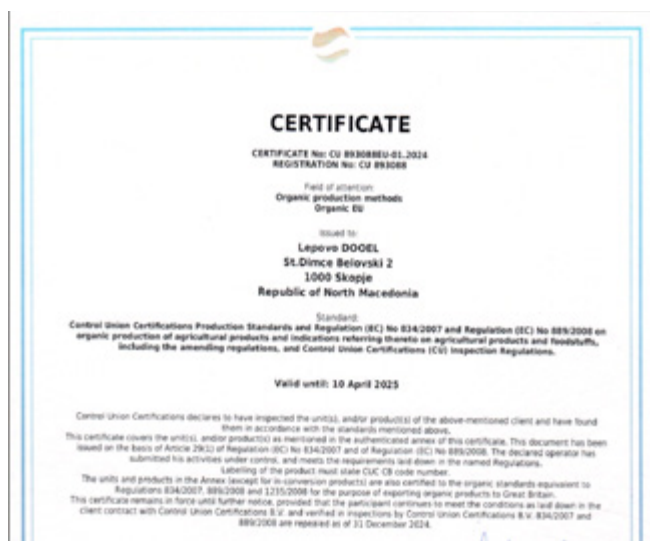 CERTIFICATE
CERTIFICATE No: CU 893088EU-01.2024
REGISTRATION No: CU 893088
Field of attention:
Organic production methods
Organic EU
Issued to:
Lepovo DOOEL
St.Dimce Belovski 2
1000 Skopje
Republic of North Macedonia
Standard:
Control Union Certifications Production Standards and Regulation (EC) No 834/2007 and Regulation (EC) No 889/2008 on
organic production of agricultural products and indications referring thereto on agricultural products and foodstuffs,
including the amending regulations, and Control Union Certifications (CU) Inspection Regulations.
Valid until: 10 April 2025
Control Union Certifications declares to have inspected the unit(s), and/or product(s) of the above-mentioned client and have found
them in accordance with the standards mentioned above.
This certificate covers the unit(s), and/or product(s) as mentioned in the authenticated annex of this certificate. This document has been
issued on the basis of Article 29(1) of Regulation (EC) No 834/2007 and of Regulation (EC) No 889/2008. The declared operator has
submitted his activities under control, and meets the requirements laid down in the named Regulations.
Labelling of the product must state CUC CB code number.
The units and products in the Annex (except for in-conversion products) are also certified to the organic standards equivalent to
Regulations 834/2007, 889/2008 and 1235/2008 for the purpose of exporting organic products to Great Britain.
This certificate remains in force until further notice, provided that the participant continues to meet the conditions as laid down in the
client contract with Control Union Certifications B.V. and verified in inspections by Control Union Certifications B.V. 834/2007 and
889/2008 are repealed as of 31 December 2024.